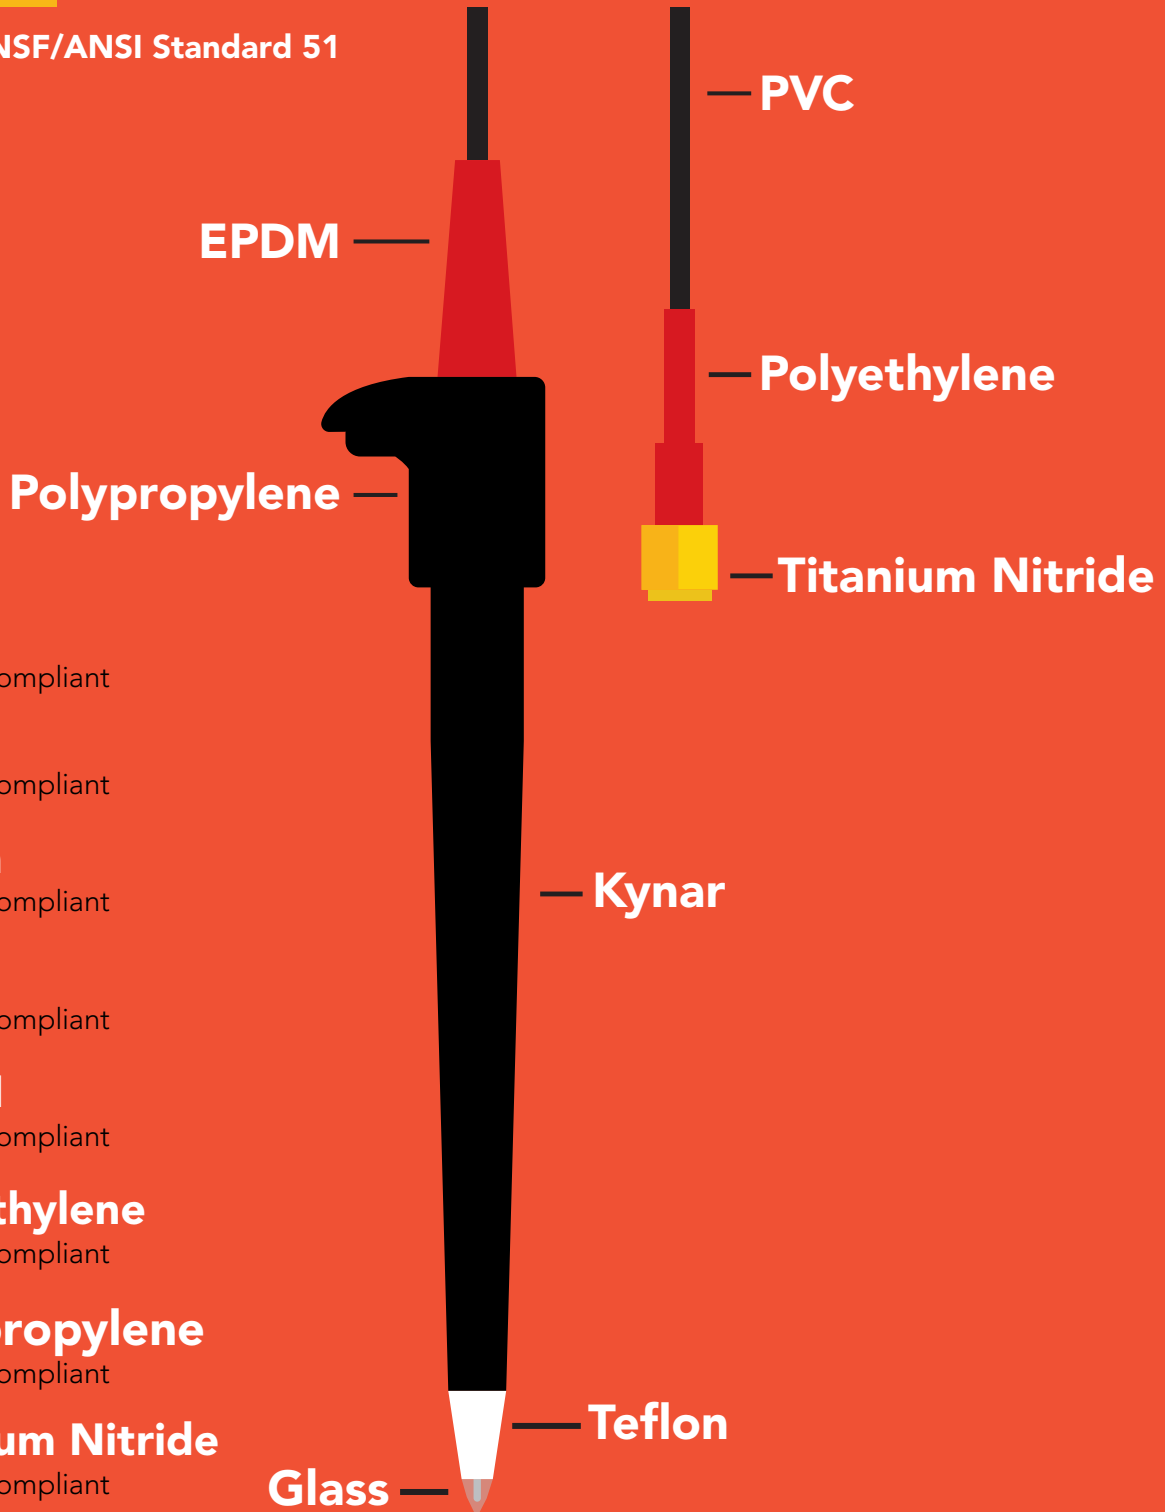 NSF/ANSI Standard 51
PVC
EPDM
Polyethylene
Polypropylene
Titanium Nitride
ompliant
ompliant
Kynar
ompliant
ompliant
ompliant
thylene
ompliant
propylene
ompliant
Teflon
um Nitride
ompliant
Glass